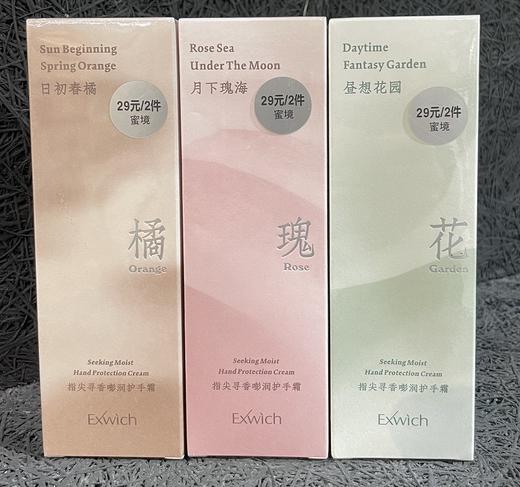 Sun Beginning
Spring Orange
日初春橘
29元/2件
蜜境
橘
Orange
Seeking Moist
Hand Protection Cream
指尖寻香嘭润护手霜
Exwich
Rose Sea
Under The Moon
月下瑰海
29元/2件
蜜境
瑰
Rose
Seeking Moist
Hand Protection Cream
指尖寻香嘭润护手霜
Exwich
Daytime
Fantasy Garden
昼想花园
29元/2件
蜜境
花
Garden
Seeking Moist
Hand Protection Cream
指尖寻香嘭润护手霜
Exwich